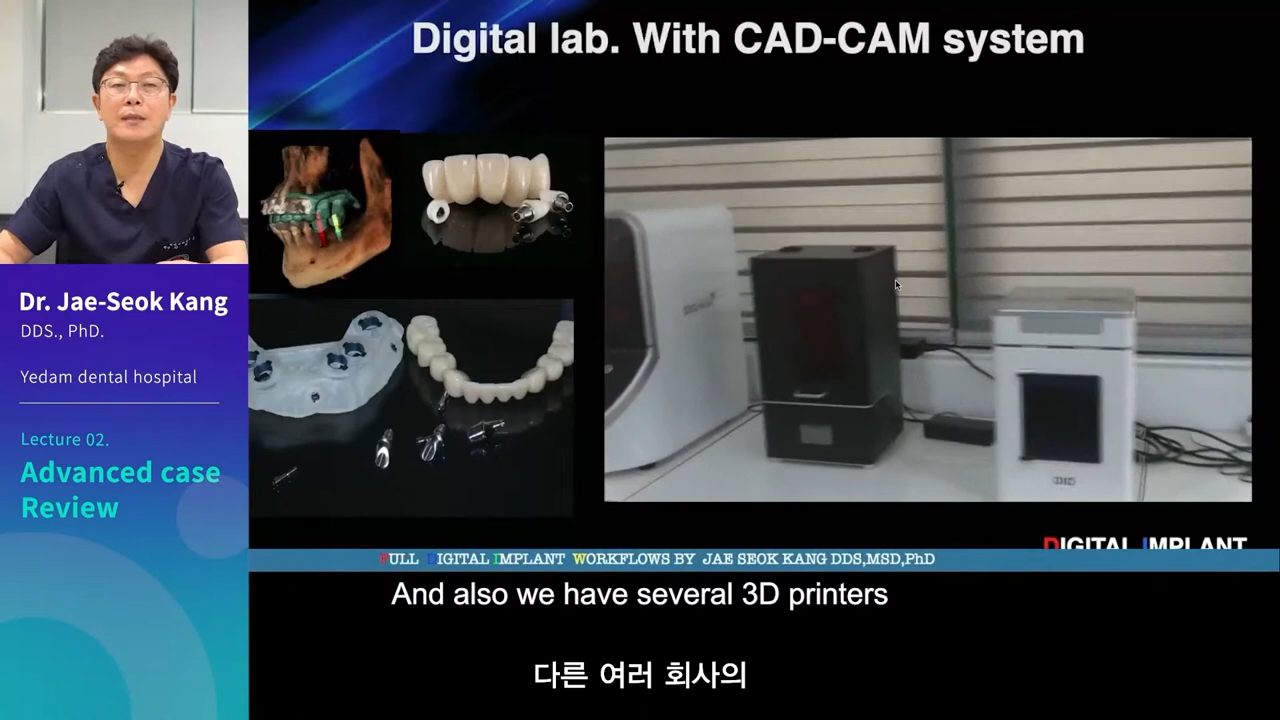 Digital lab. With CAD-CAM system
Dr. Jae-Seok Kang
DDS., PhD.
Yedam dental hospital
Lecture 02.
Advanced case
Review
DIGITAL IMPLANT
FULL DIGITAL IMPLANT WORKFLOWS BY JAE SEOK KANG DDS,MSD,PhD
And also we have several 3D printers
다른 여러 회사의